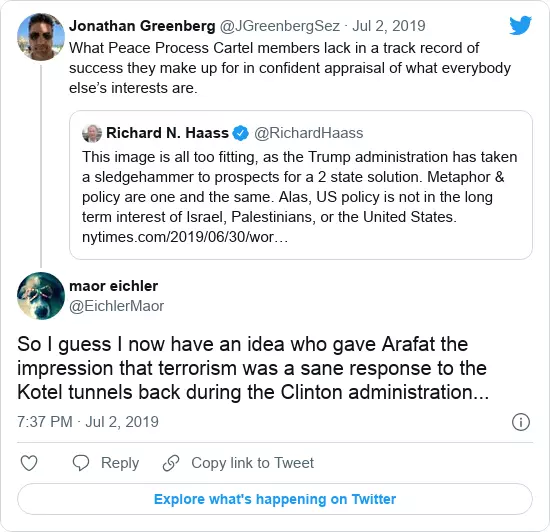 Jonathan Greenberg @JGreenbergSez · Jul 2, 2019
What Peace Process Cartel members lack in a track record of
success they make up for in confident appraisal of what everybody
else’s interests are.
Richard N. Haass @RichardHaass
This image is all too fitting, as the Trump administration has taken
a sledgehammer to prospects for a 2 state solution. Metaphor &
policy are one and the same. Alas, US policy is not in the long
term interest of Israel, Palestinians, or the United States.
nytimes.com/2019/06/30/wor…
maor eichler
@EichlerMaor
So I guess I now have an idea who gave Arafat the
impression that terrorism was a sane response to the
Kotel tunnels back during the Clinton administration...
7:37 PM · Jul 2, 2019
Reply Copy link to Tweet
Explore what's happening on Twitter